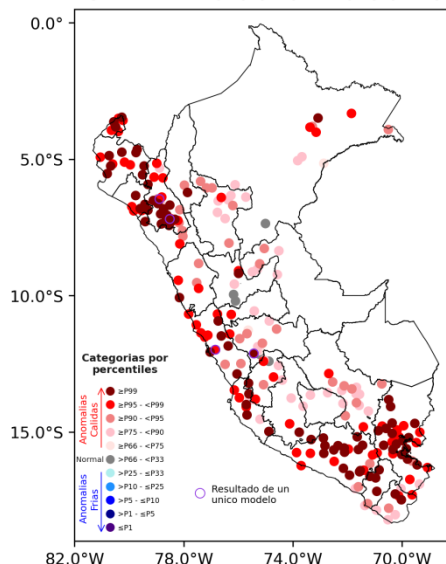 0.0°
5.0°S
10.0°S
15.0°S
82.0°W
78.0°W
74.0°W
70.0°W
Categorias por
percentiles
Anomalias
Calidas
≥P99
≥P95 - <P99
≥P90 - <P95
≥P75 - <P90
≥P66 - <P75
Normal
>P66 - <P33
Anomalias
Frias
>P25 - ≤P33
>P10 - ≤P25
>P5 - ≤P10
>P1 - ≤P5
≤P1
Resultado de un
unico modelo